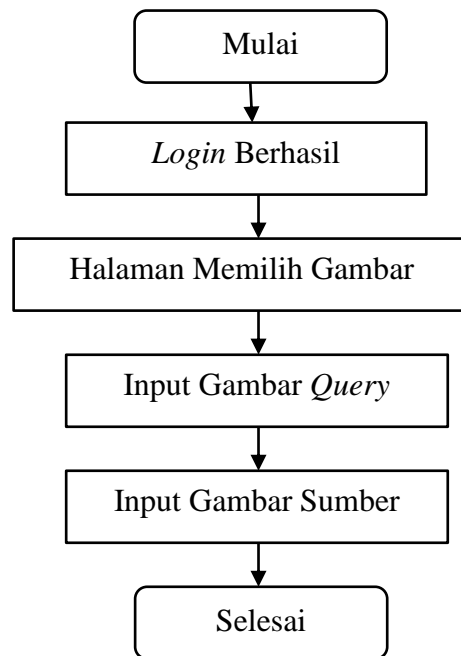 Mulai
Login Berhasil
Halaman Memilih Gambar
Input Gambar Query
Input Gambar Sumber
Selesai